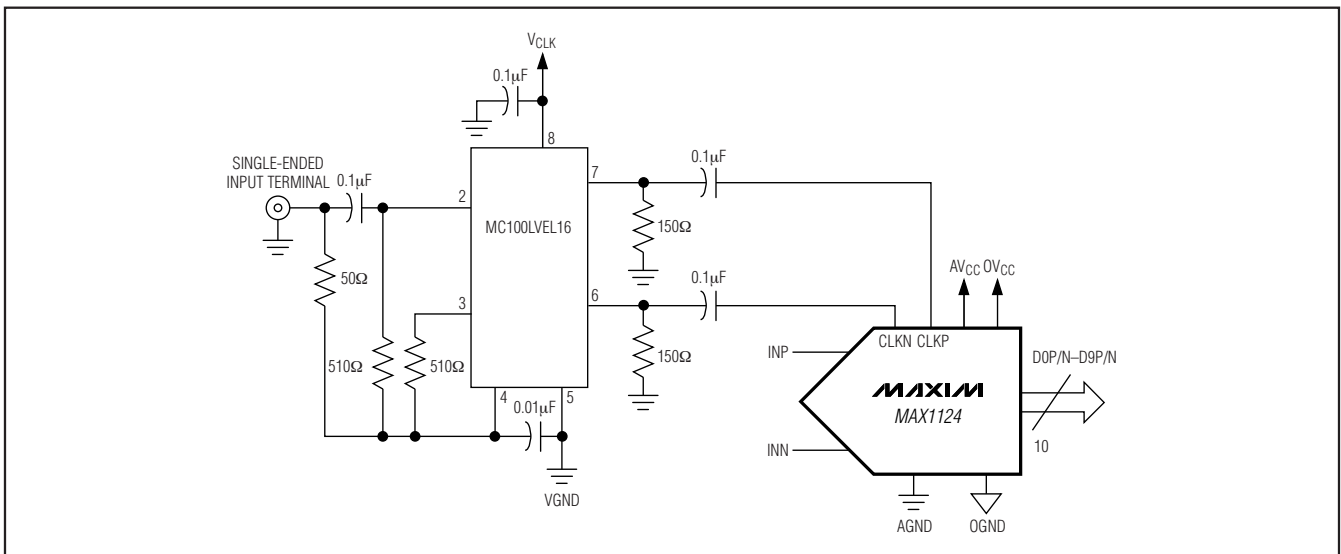 VCLK
0.1μF
8
SINGLE-ENDED
INPUT TERMINAL
0.1μF
2
7
0.1μF
MC100LVEL16
150Ω
50Ω
3
6
0.1μF
AVCC OVCC
510Ω
510Ω
150Ω
INP
CLKN CLKP
D0P/N–D9P/N
MAXIM
MAX1124
4
0.01μF
5
INN
10
VGND
AGND
OGND